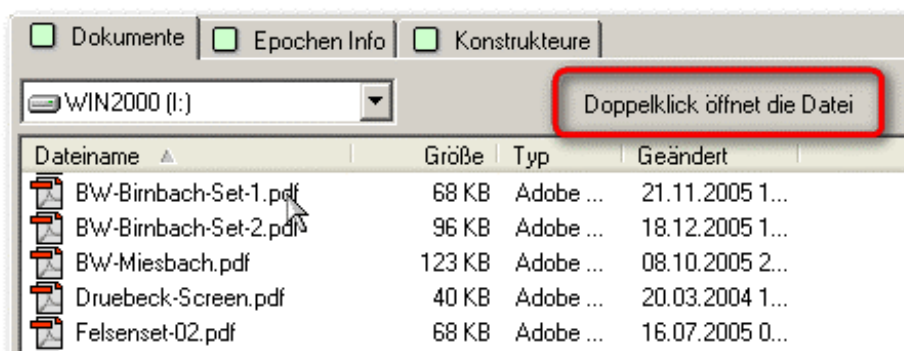 Dokumente Epochen Info Konstrukteure
WIN2000 (I:) Doppelklick öffnet die Datei
Dateiname Größe Typ Geändert
BW-Birnbach-Set-1.pdf 68 KB Adobe ... 21.11.2005 1...
BW-Birnbach-Set-2.pdf 96 KB Adobe ... 18.12.2005 1...
BW-Miesbach.pdf 123 KB Adobe ... 08.10.2005 2...
Druebeck-Screen.pdf 40 KB Adobe ... 20.03.2004 1...
Felsenset-02.pdf 68 KB Adobe ... 16.07.2005 0...